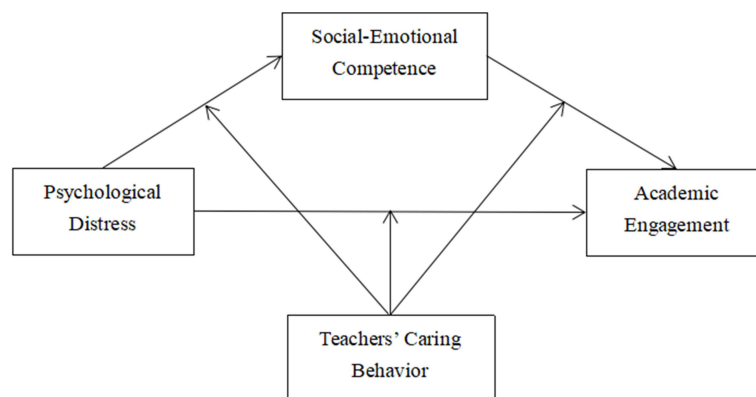 Social-Emotional
Competence
Psychological
Distress
Academic
Engagement
Teachers’ Caring
Behavior